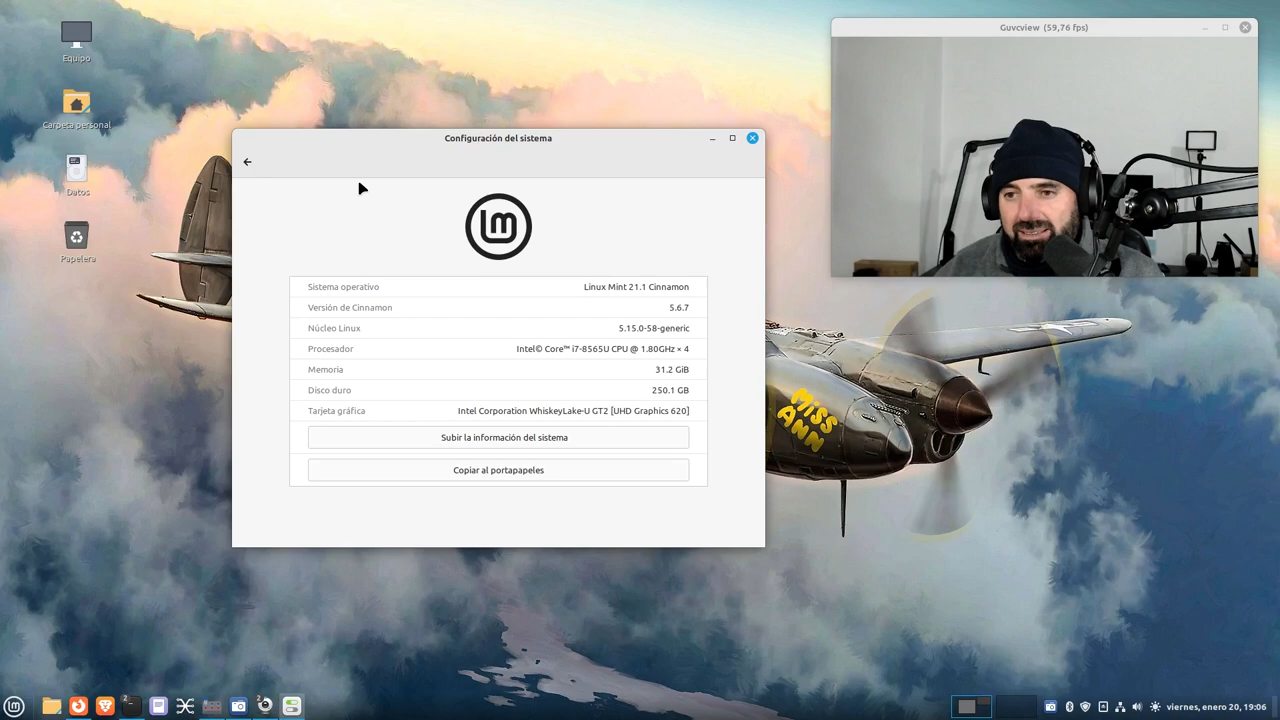 Equipo
Carpeta personal
Datos
Papelera
Guvcview (59,76 fps)
Configuración del sistema
lm
Sistema operativo Linux Mint 21.1 Cinnamon
Versión de Cinnamon 5.6.7
Núcleo Linux 5.15.0-58-generic
Procesador Intel© Core™ i7-8565U CPU @ 1.80GHz × 4
Memoria 31.2 GiB
Disco duro 250.1 GB
Tarjeta gráfica Intel Corporation WhiskeyLake-U GT2 [UHD Graphics 620]
Subir la información del sistema
Copiar al portapapeles
MISS
ANN
2
2
viernes, enero 20, 19:06